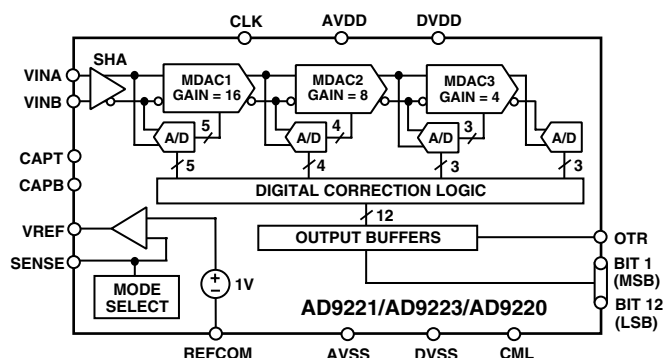 CLK AVDD DVDD
SHA
VINA
VINB
MDAC1
GAIN = 16
MDAC2
GAIN = 8
MDAC3
GAIN = 4
A/D
5
A/D
4
A/D
3
A/D
5
4
3
3
CAPT
CAPB
DIGITAL CORRECTION LOGIC
12
VREF
SENSE
OUTPUT BUFFERS
OTR
MODE
SELECT
1V
BIT 1
(MSB)
BIT 12
(LSB)
AD9221/AD9223/AD9220
REFCOM AVSS DVSS CML